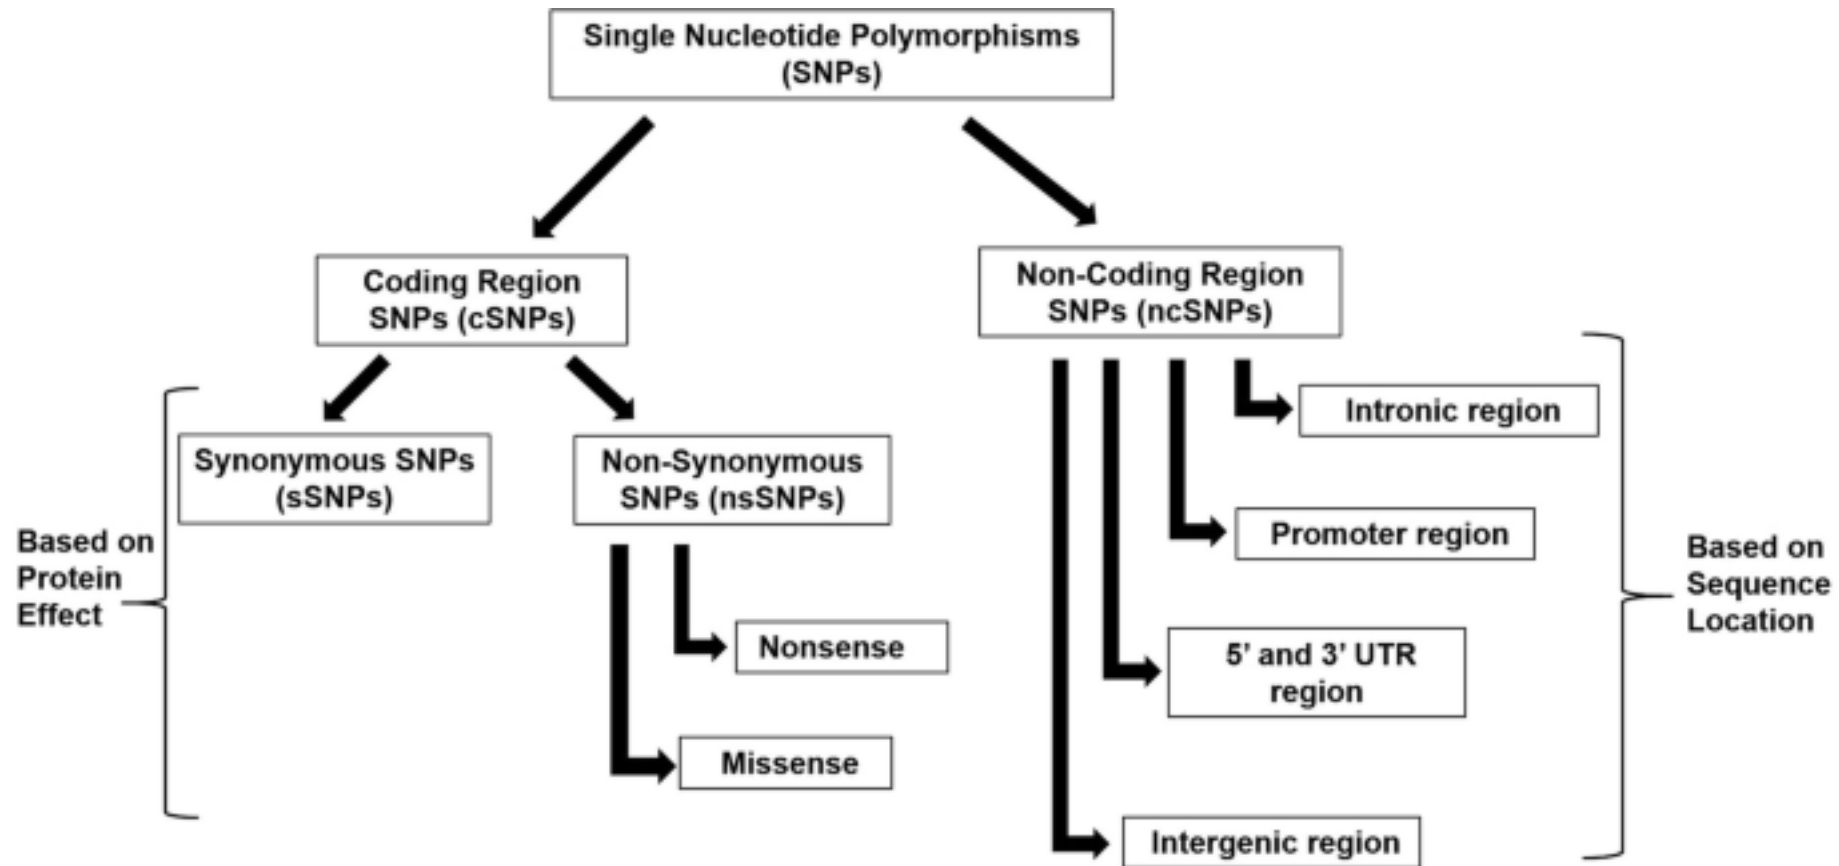 Single Nucleotide Polymorphisms
(SNPs)
Coding Region
SNPs (cSNPs)
Non-Coding Region
SNPs (ncSNPs)
Synonymous SNPs
(sSNPs)
Non-Synonymous
SNPs (nsSNPs)
Nonsense
Missense
Intronic region
Promoter region
5’ and 3’ UTR
region
Intergenic region
Based on
Protein
Effect
Based on
Sequence
Location